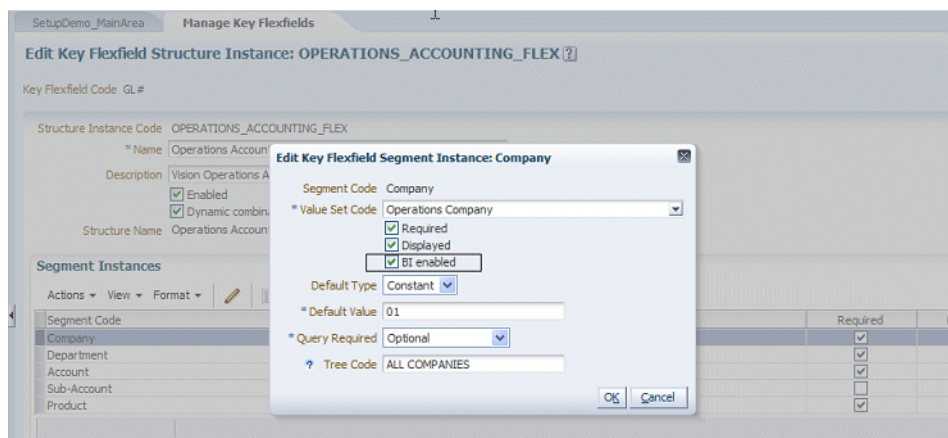 SetupDemo_MainArea Manage Key Flexfields
Edit Key Flexfield Structure Instance: OPERATIONS_ACCOUNTING_FLEX ?
Key Flexfield Code GL#
Structure Instance Code OPERATIONS_ACCOUNTING_FLEX
* Name Operations Accoun
Description Vision Operations A
Enabled
Dynamic combin
Structure Name Operations Accoun
Segment Instances
Actions View Format
Segment Code Required
Company
Department
Account
Sub-Account
Product
Edit Key Flexfield Segment Instance: Company
Segment Code Company
* Value Set Code Operations Company
Required
Displayed
BI enabled
Default Type Constant
* Default Value 01
* Query Required Optional
? Tree Code ALL COMPANIES
OK Cancel